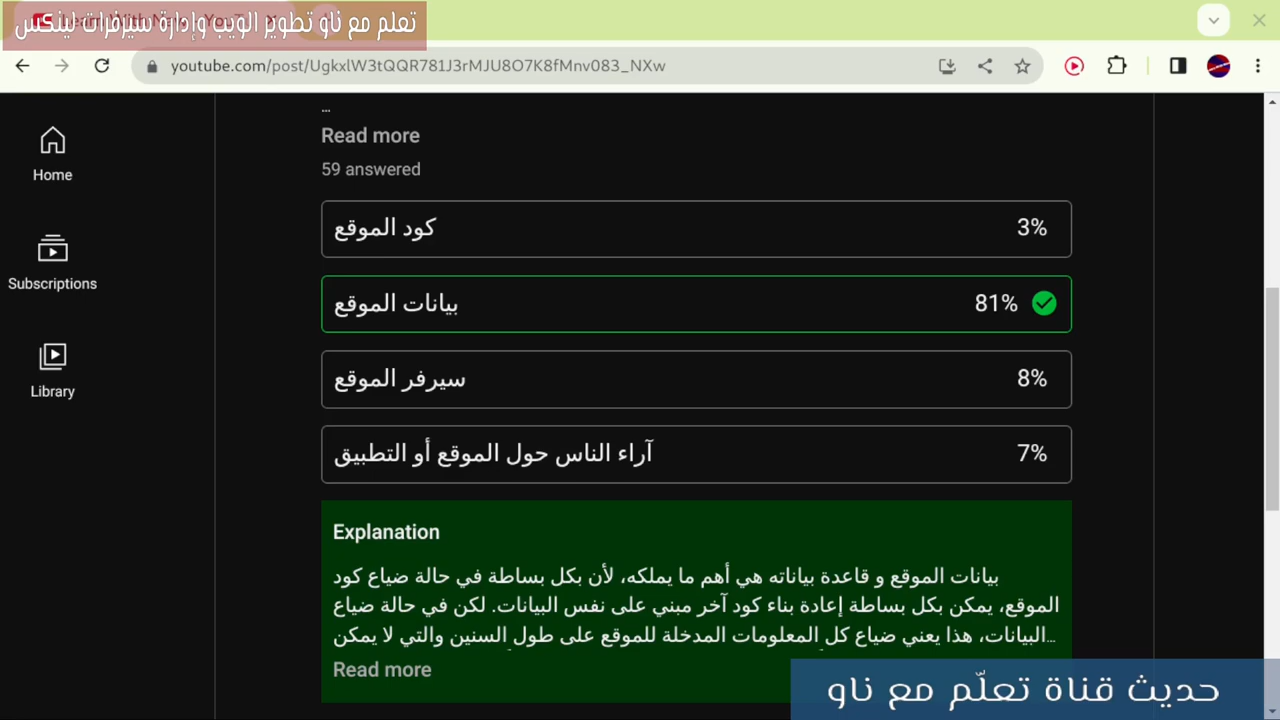 تعلم مع ناو تطوير الويب وإدارة سيرفرات لينكس
youtube.com/post/UgkxlW3tQQR781J3rMJU8O7K8fMnv083_NXw
...
Read more
59 answered
Home
Subscriptions
Library
كود الموقع 3%
بيانات الموقع 81%
سيرفر الموقع 8%
آراء الناس حول الموقع أو التطبيق 7%
Explanation
بيانات الموقع و قاعدة بياناته هي أهم ما يملكه، لأن بكل بساطة في حالة ضياع كود
الموقع، يمكن بكل بساطة إعادة بناء كود آخر مبني على نفس البيانات. لكن في حالة ضياع
البيانات، هذا يعني ضياع كل المعلومات المدخلة للموقع على طول السنين والتي لا يمكن...
Read more
حديث قناة تعلّم مع ناو